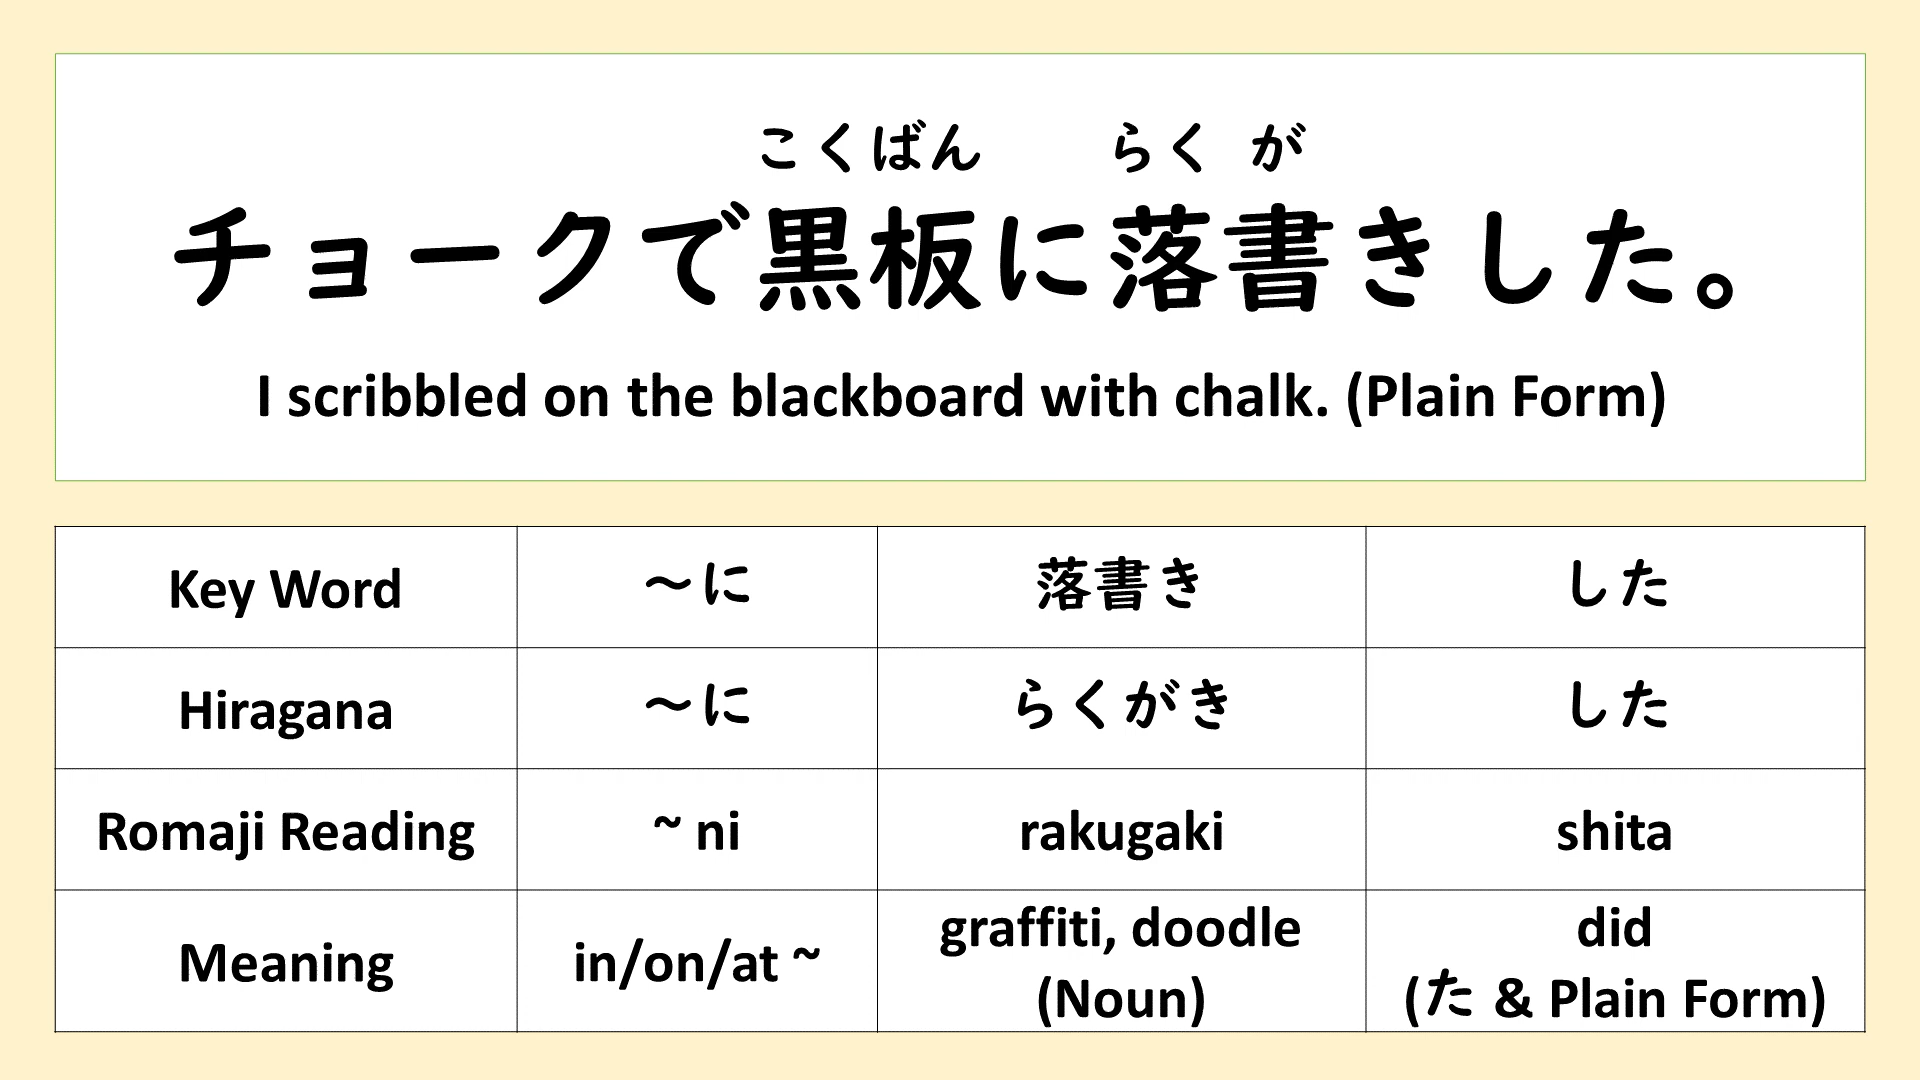 こくばん らく が
チョークで黒板に落書きした。
I scribbled on the blackboard with chalk. (Plain Form)
Key Word ～に 落書き した
Hiragana ～に らくがき した
Romaji Reading ~ ni rakugaki shita
Meaning in/on/at ~ graffiti, doodle (Noun) did (た & Plain Form)